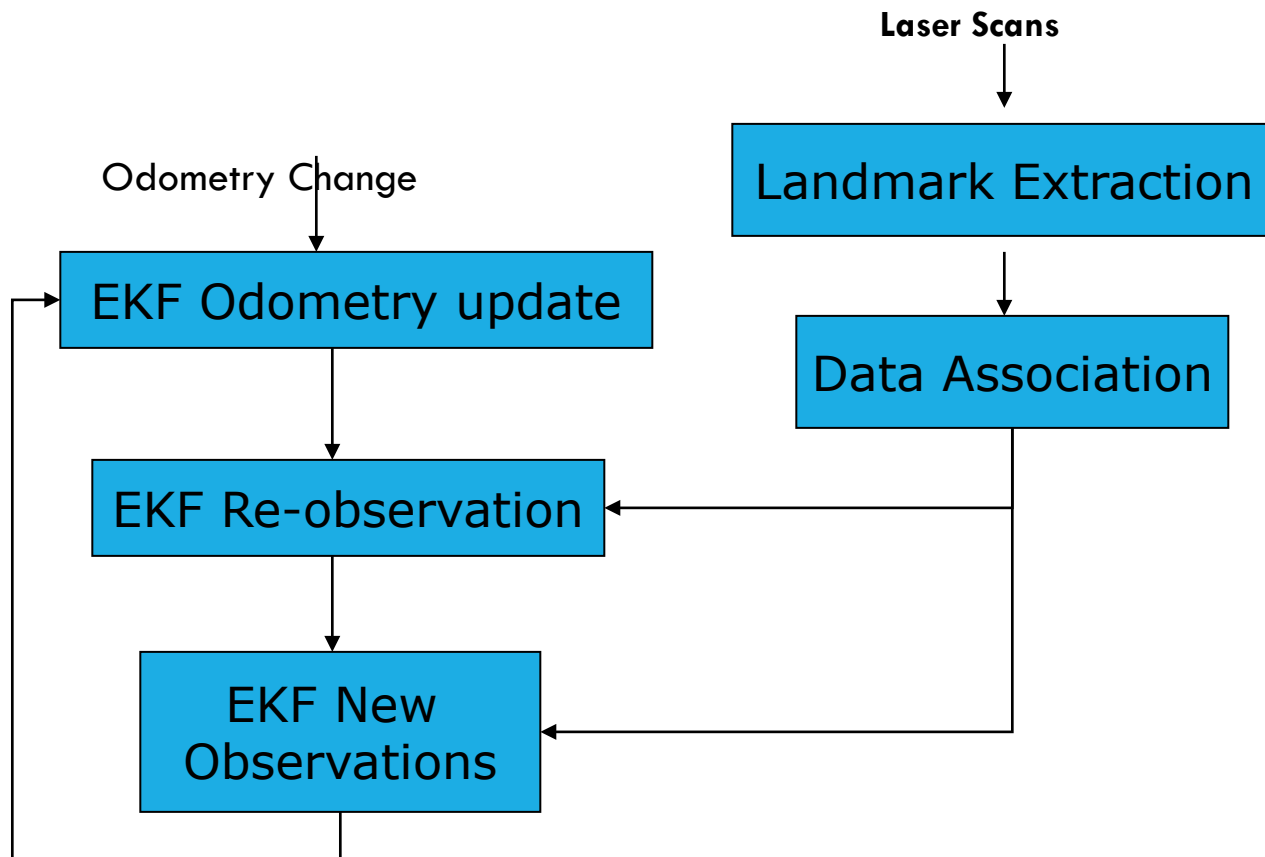 Laser Scans
Landmark Extraction
Odometry Change
EKF Odometry update
Data Association
EKF Re-observation
EKF New
Observations